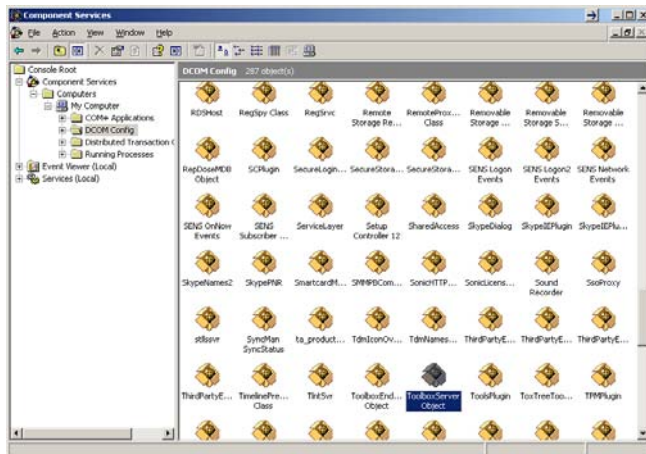 Component Services
File Action View Window Help
Console Root
Component Services
Computers
My Computer
COM+ Applications
DCOM Config
Distributed Transaction C
Running Processes
Event Viewer (Local)
Services (Local)
DCOM Config 287 object(s)
RDSHost
RegSpy Class
RegSrvc
Remote
Storage Re...
RemoteProx...
Class
Removable
Storage ...
Removable
Storage S...
Removable
Storage ...
RepDoseMDB
Object
SCPlugin
SecureLogin...
SecureStora...
SecureStora...
SENS Logon
Events
SENS Logon2
Events
SENS Network
Events
SENS OnNow
Events
SENS
Subscriber ...
ServiceLayer
Setup
Controller 12
SharedAccess
SkypeDialog
SkypeIEPlugin
SkypeIEPlu...
SkypeNames2
SkypePNR
SmartcardM...
SMMPBCom...
SonicHTTP...
SonicLicens...
Sound
Recorder
SsoProxy
stllssvr
SyncMan
SyncStatus
ta_product...
TdmIconOv...
TdmNames...
ThirdPartyE...
ThirdPartyE...
ThirdPartyE...
ThirdPartyE...
TimelinePre...
Class
TlntSvr
ToolboxEnd...
Object
ToolboxServer
Object
ToolsPlugin
ToxTreeToo...
TPMPlugin